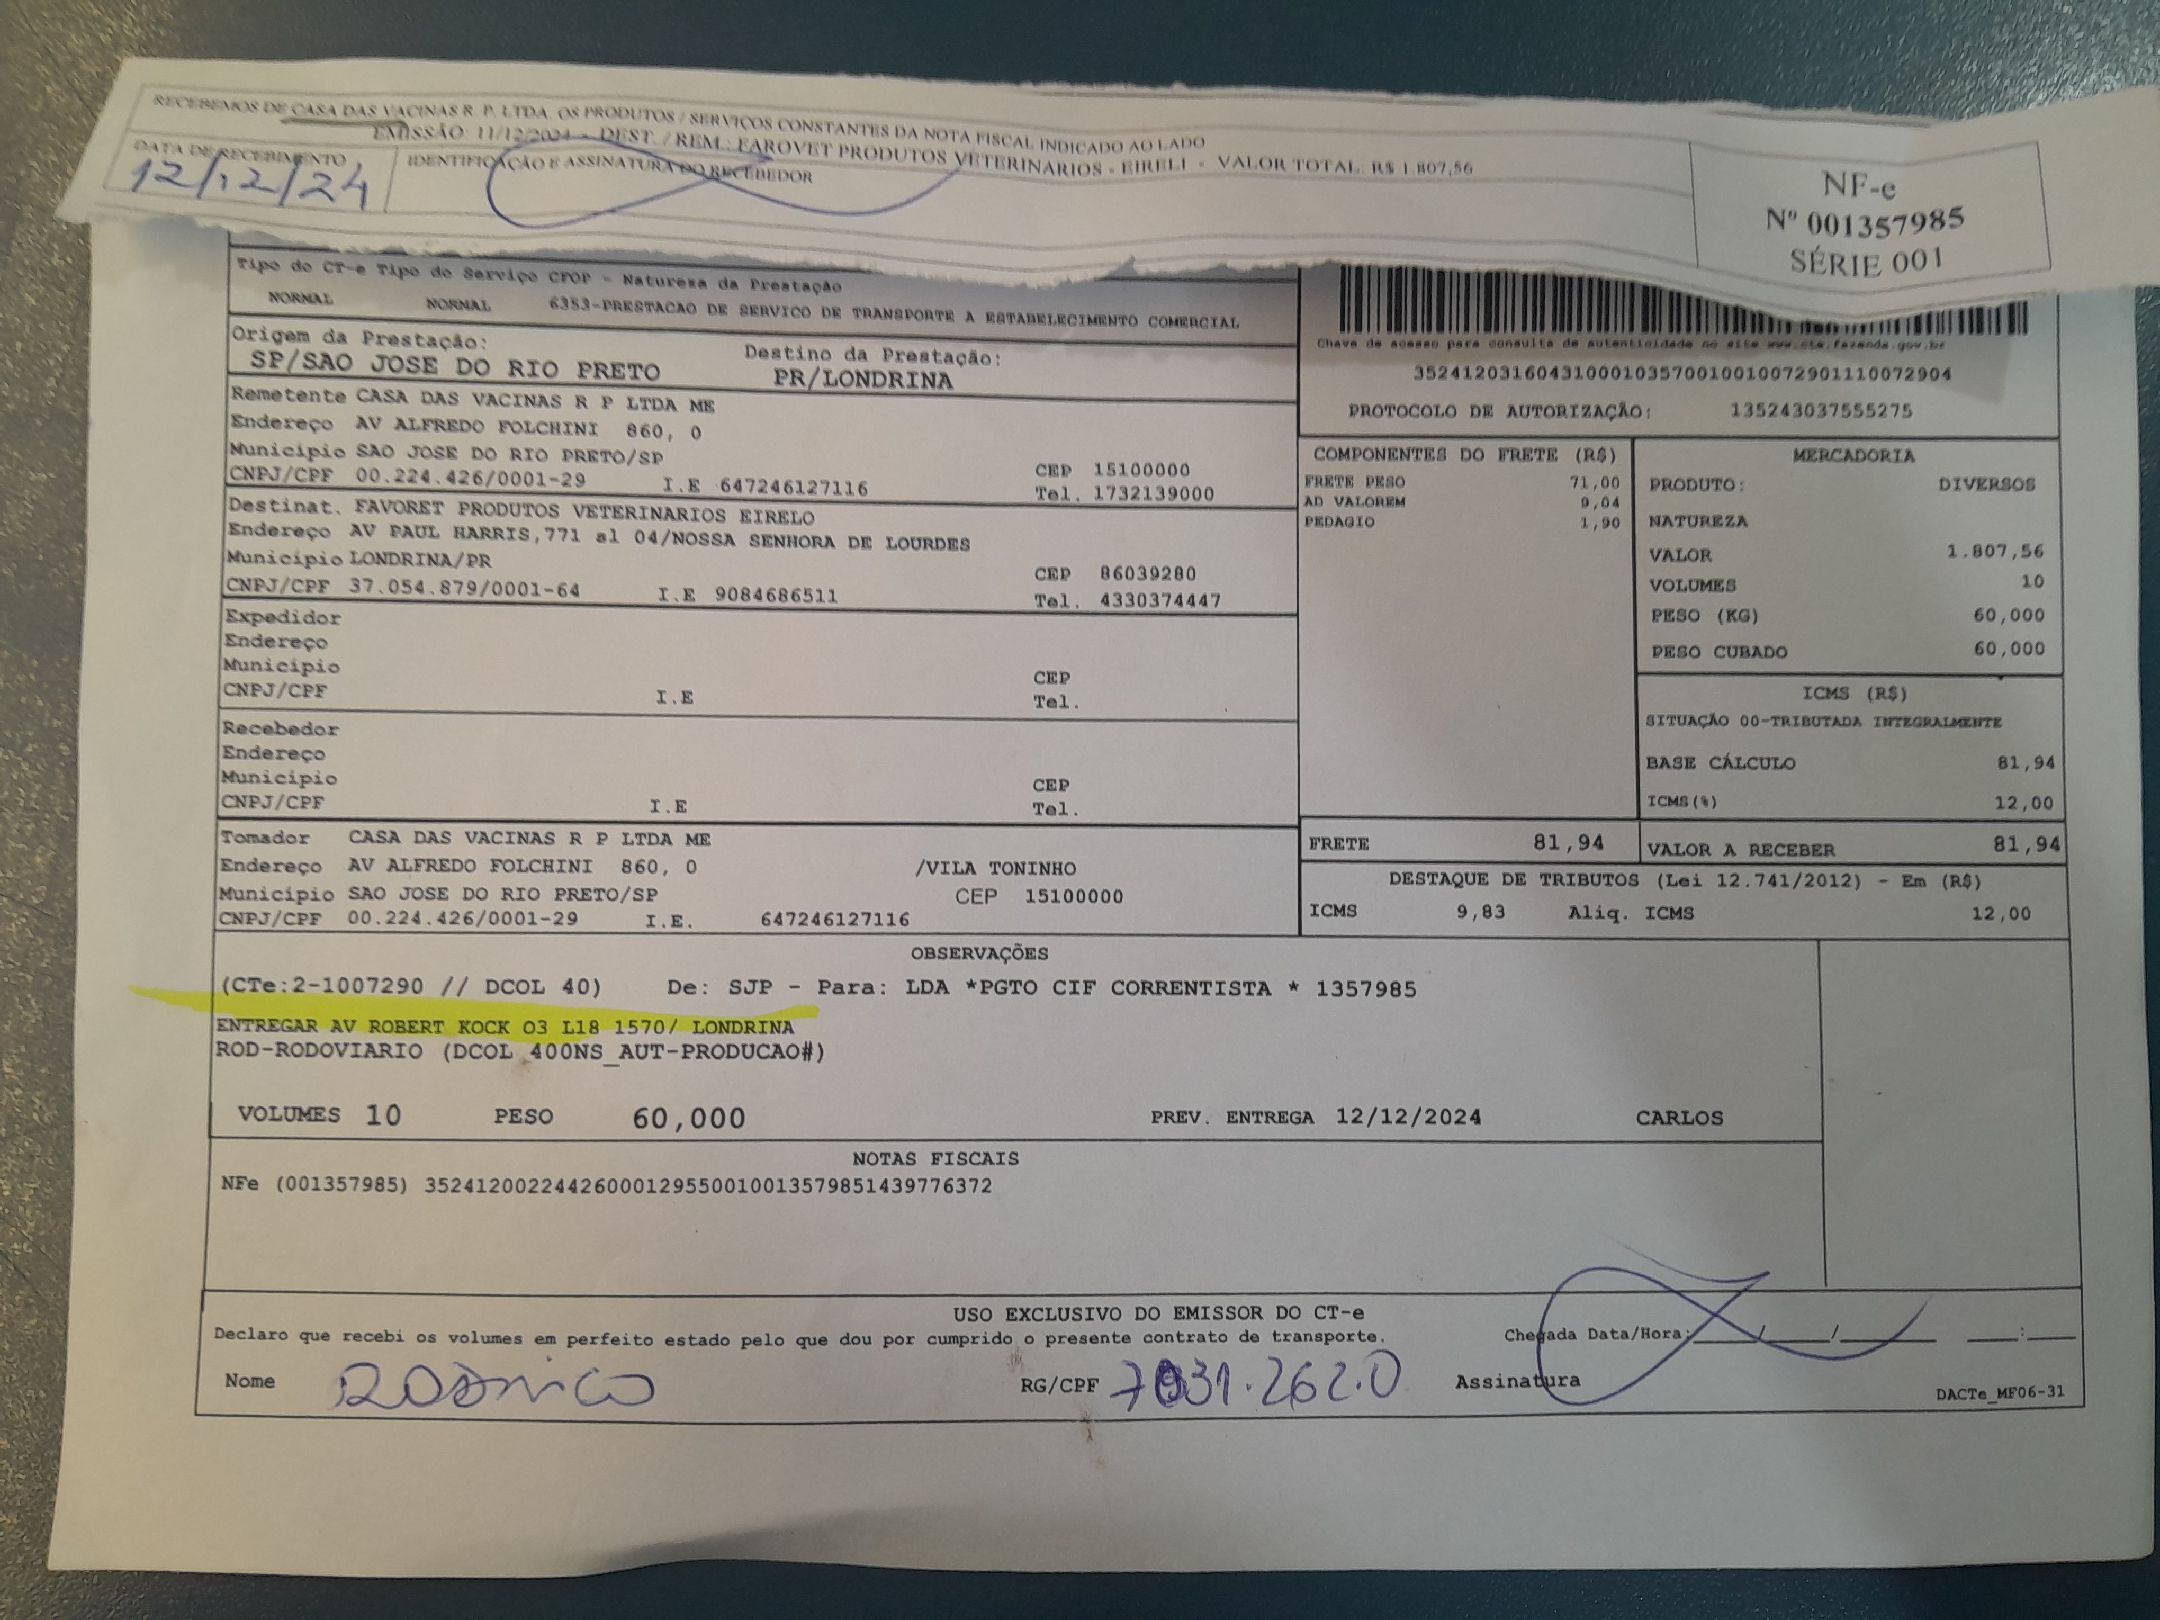 RECEBEMOS DE CASA DAS VACINAS R. P. LTDA. OS PRODUTOS / SERVIÇOS CONSTANTES DA NOTA FISCAL INDICADO AO LADO
EMISSÃO: 11/12/2024 - DEST. / REM.: FAROVET PRODUTOS VETERINARIOS - EIRELI - VALOR TOTAL: R$ 1.807,56
DATA DE RECEBIMENTO
12/12/24
IDENTIFICAÇÃO E ASSINATURA DO RECEBEDOR
NF-e
Nº 001357985
SÉRIE 001
Tipo do CT-e Tipo do Serviço CFOP - Natureza da Prestação
NORMAL NORMAL 6353-PRESTACAO DE SERVICO DE TRANSPORTE A ESTABELECIMENTO COMERCIAL
Origem da Prestação: Destino da Prestação:
SP/SAO JOSE DO RIO PRETO PR/LONDRINA
Chave de acesso para consulta de autenticidade no site www.cte.fazenda.gov.br
35241203160431000103570010010072901110072904
PROTOCOLO DE AUTORIZAÇÃO: 135243037555275
Remetente CASA DAS VACINAS R P LTDA ME
Endereço AV ALFREDO FOLCHINI 860, 0
Município SAO JOSE DO RIO PRETO/SP CEP 15100000
CNPJ/CPF 00.224.426/0001-29 I.E 647246127116 Tel. 1732139000
Destinat. FAVORET PRODUTOS VETERINARIOS EIRELO
Endereço AV PAUL HARRIS,771 sl 04/NOSSA SENHORA DE LOURDES
Município LONDRINA/PR CEP 86039280
CNPJ/CPF 37.054.879/0001-64 I.E 9084686511 Tel. 4330374447
Expedidor
Endereço
Município CEP
CNPJ/CPF I.E Tel.
Recebedor
Endereço
Município CEP
CNPJ/CPF I.E Tel.
Tomador CASA DAS VACINAS R P LTDA ME
Endereço AV ALFREDO FOLCHINI 860, 0 /VILA TONINHO
Município SAO JOSE DO RIO PRETO/SP CEP 15100000
CNPJ/CPF 00.224.426/0001-29 I.E. 647246127116
COMPONENTES DO FRETE (R$)
FRETE PESO 71,00
AD VALOREM 9,04
PEDAGIO 1,90
MERCADORIA
PRODUTO: DIVERSOS
NATUREZA
VALOR 1.807,56
VOLUMES 10
PESO (KG) 60,000
PESO CUBADO 60,000
ICMS (R$)
SITUAÇÃO 00-TRIBUTADA INTEGRALMENTE
BASE CÁLCULO 81,94
ICMS(%) 12,00
FRETE 81,94 VALOR A RECEBER 81,94
DESTAQUE DE TRIBUTOS (Lei 12.741/2012) - Em (R$)
ICMS 9,83 Aliq. ICMS 12,00
OBSERVAÇÕES
(CTe:2-1007290 // DCOL 40) De: SJP - Para: LDA *PGTO CIF CORRENTISTA * 1357985
ENTREGAR AV ROBERT KOCK O3 L18 1570/ LONDRINA
ROD-RODOVIARIO (DCOL 400NS_AUT-PRODUCAO#)
VOLUMES 10 PESO 60,000 PREV. ENTREGA 12/12/2024 CARLOS
NOTAS FISCAIS
NFe (001357985) 35241200224426000129550010013579851439776372
USO EXCLUSIVO DO EMISSOR DO CT-e
Declaro que recebi os volumes em perfeito estado pelo que dou por cumprido o presente contrato de transporte. Chegada Data/Hora:____/____/____ ___:___
Nome Rodrigo RG/CPF 7031.262.0 Assinatura
DACTe_MF06-31